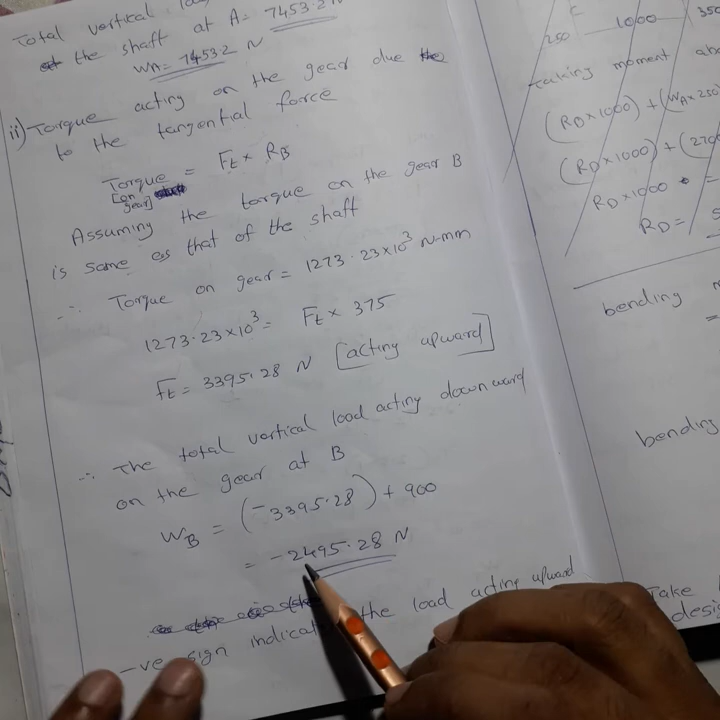 Total vertical
the shaft at A = 7453.2 N
WA = 7453.2 N
ii) Torque acting on the gear due
to the tangential force
Torque = Ft × RB
[on gear]
Assuming the torque on the gear B
is same as that of the shaft
∴ Torque on gear = 1273.23×10³ N-mm
1273.23×10³ = Ft × 375
Ft = 3395.28 N [acting upward]
∴ The total vertical load acting downward
on the gear at B
WB = (-3395.28) + 900
= -2495.28 N
-ve sign the load acting upward
C
250 1000 350
Taking moment
(RD×1000) + (WA×250)
(RD×1000) +
RD×1000 =
RD =
bending
=
bending
Take